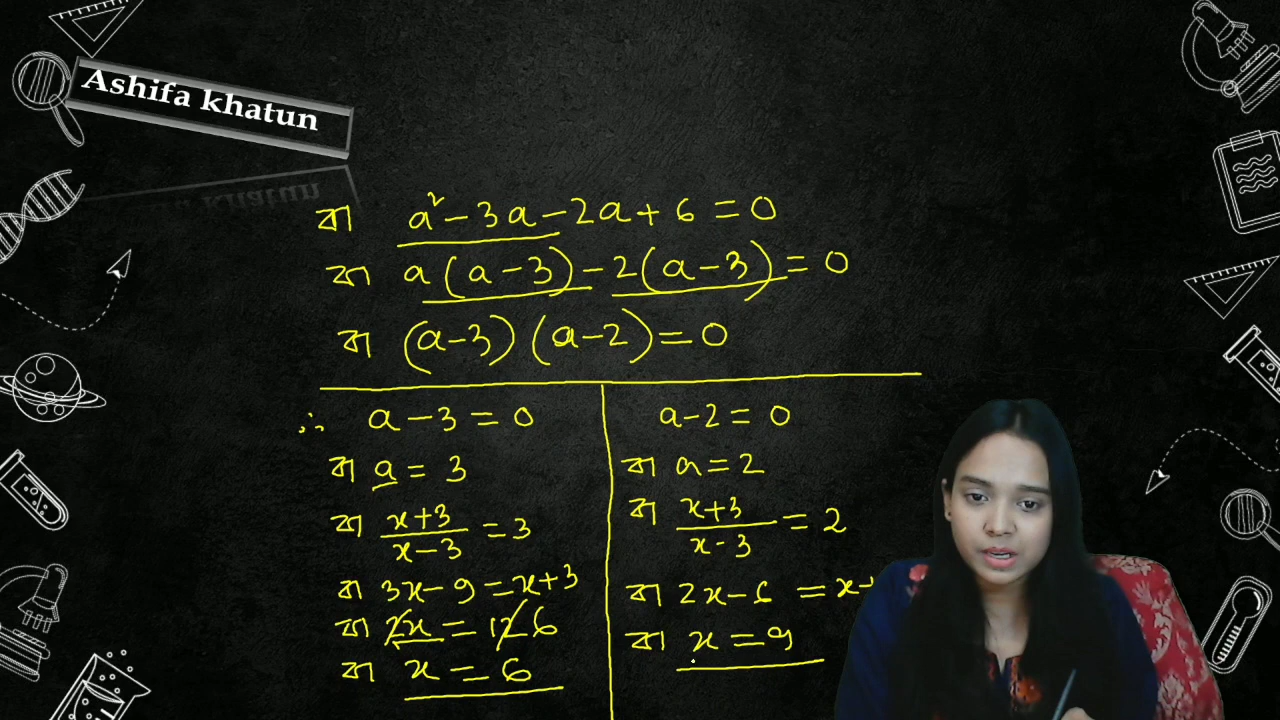 Ashifa khatun
বা a² - 3a - 2a + 6 = 0
বা a (a - 3) - 2 (a - 3) = 0
বা (a - 3) (a - 2) = 0
∴ a - 3 = 0
বা a = 3
বা x + 3 / x - 3 = 3
বা 3x - 9 = x + 3
বা 2x = 12 6
বা x = 6
a - 2 = 0
বা a = 2
বা x + 3 / x - 3 = 2
বা 2x - 6 = x +
বা x = 9